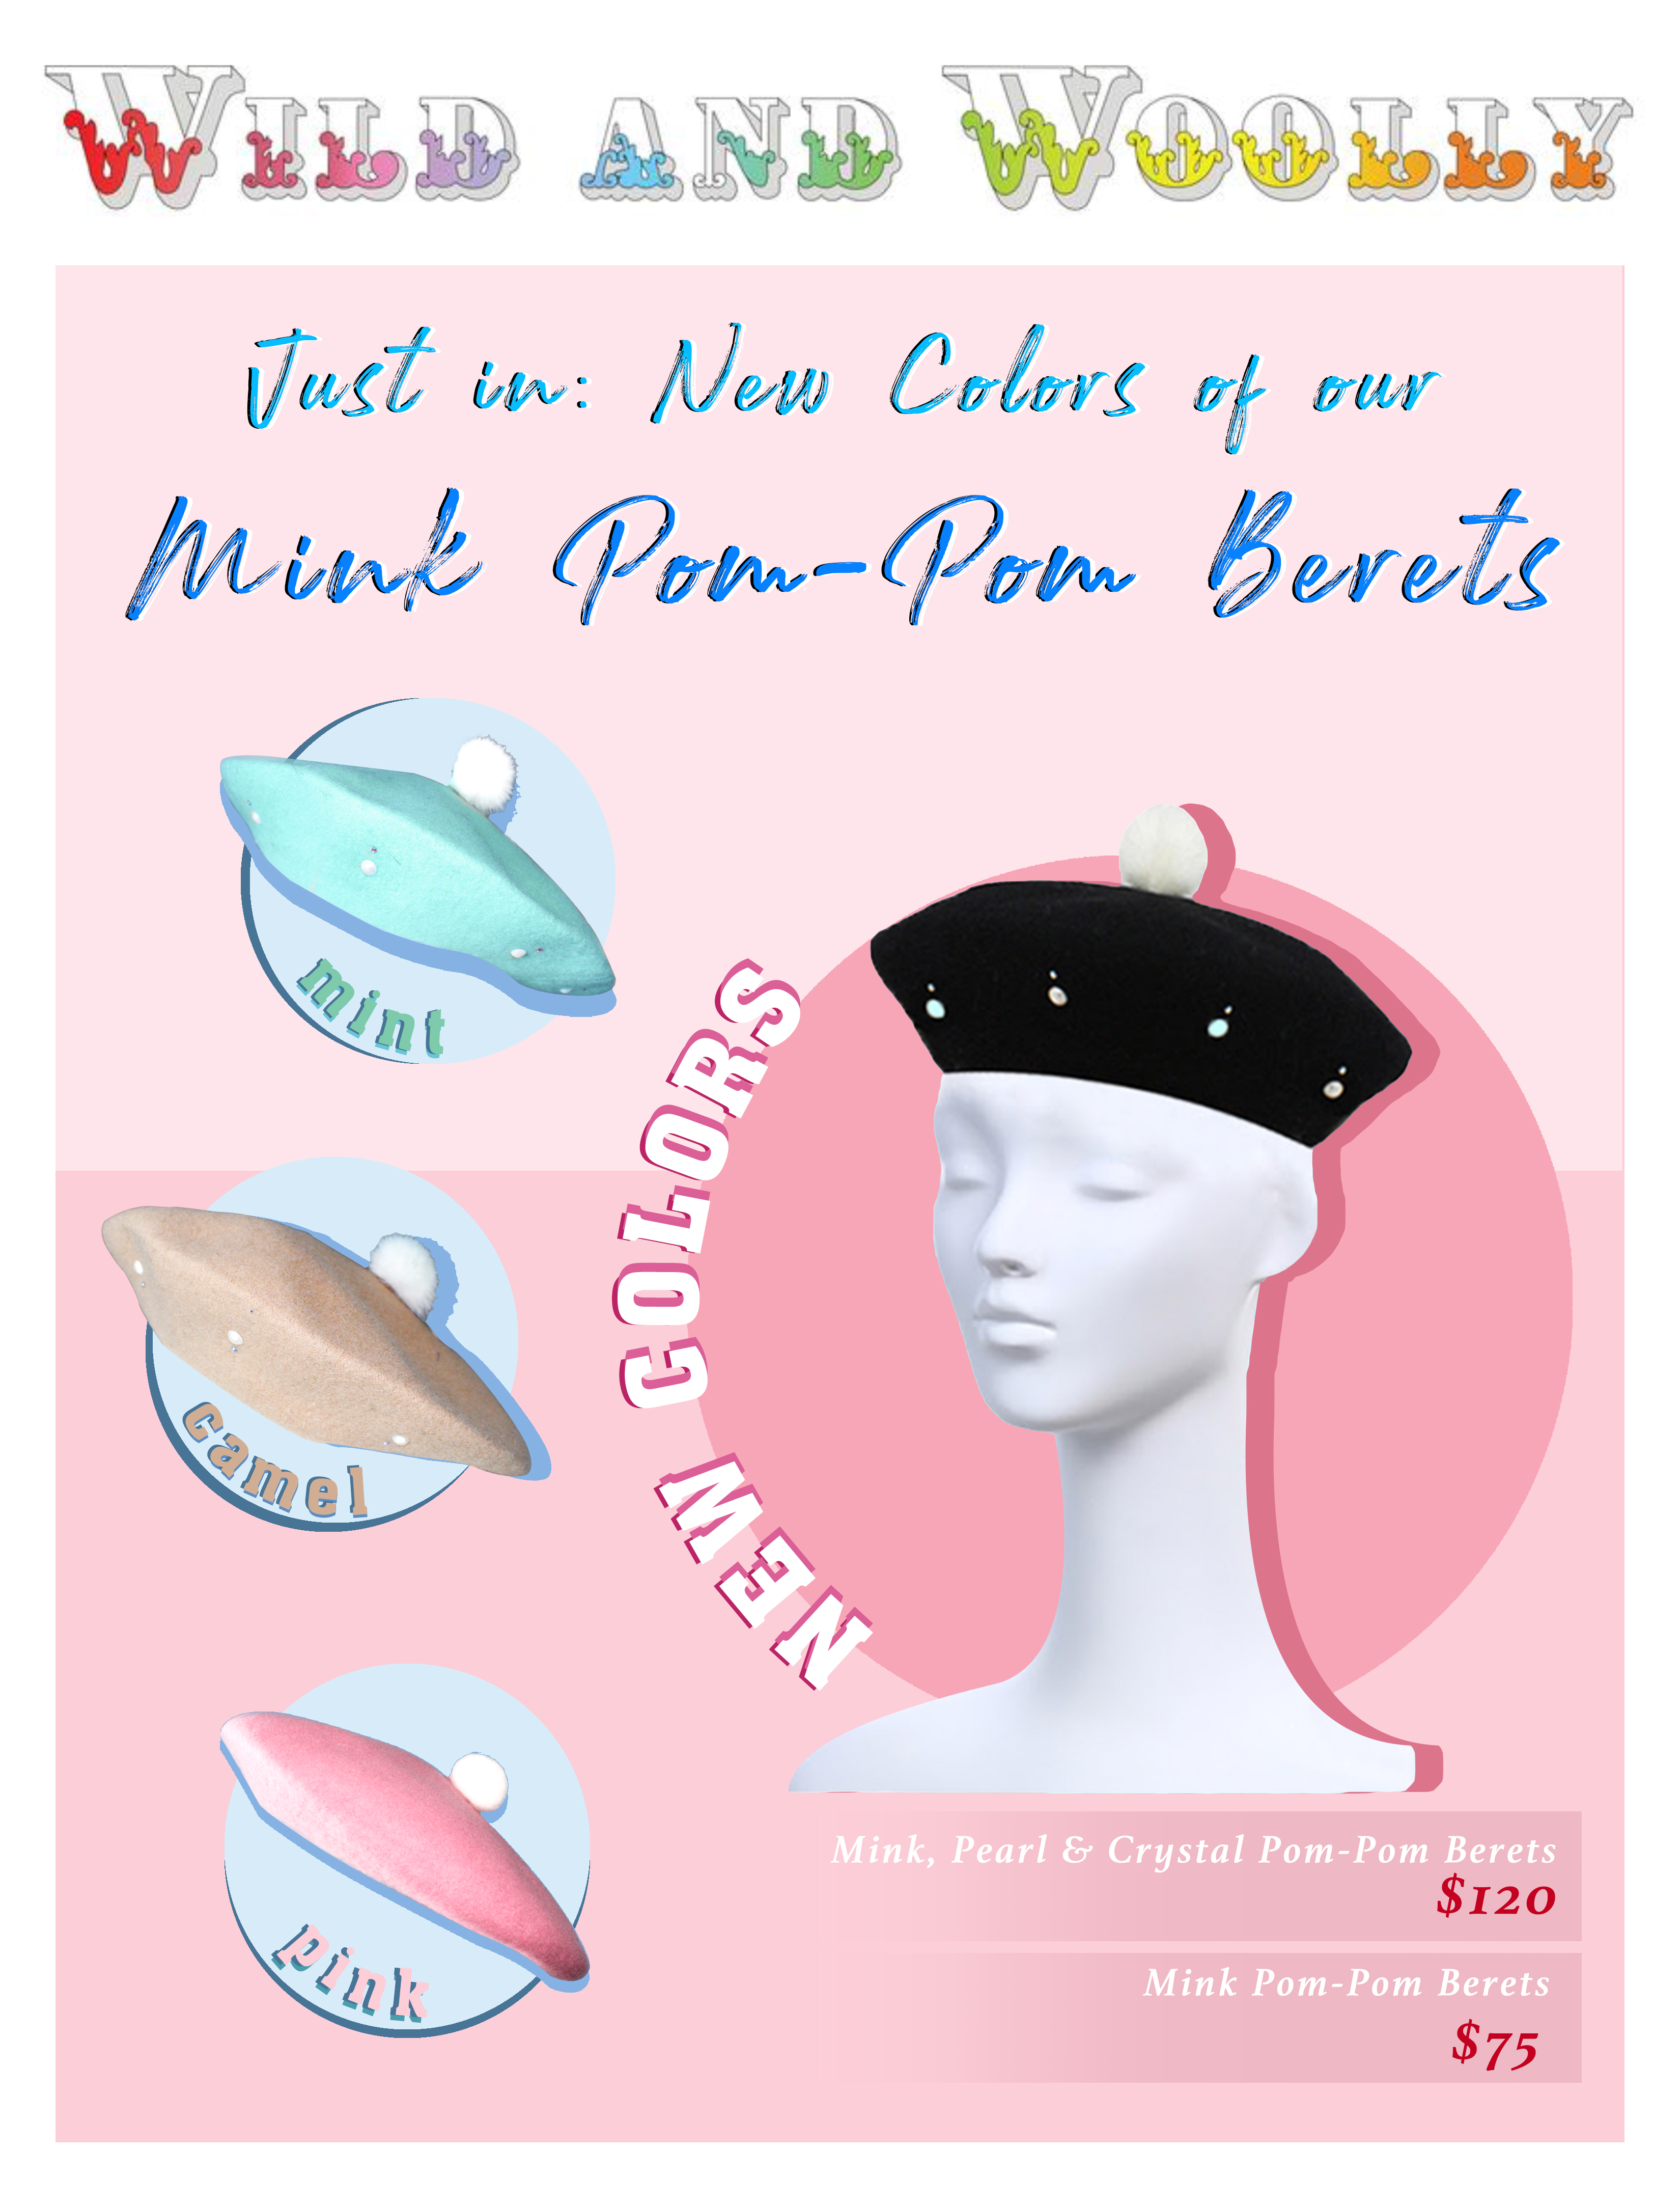 WILD AND WOOLLY
Just in: New Colors of our
Mink Pom-Pom Berets
mint
NEW COLORS
camel
pink
Mink, Pearl & Crystal Pom-Pom Berets
$120
Mink Pom-Pom Berets
$75